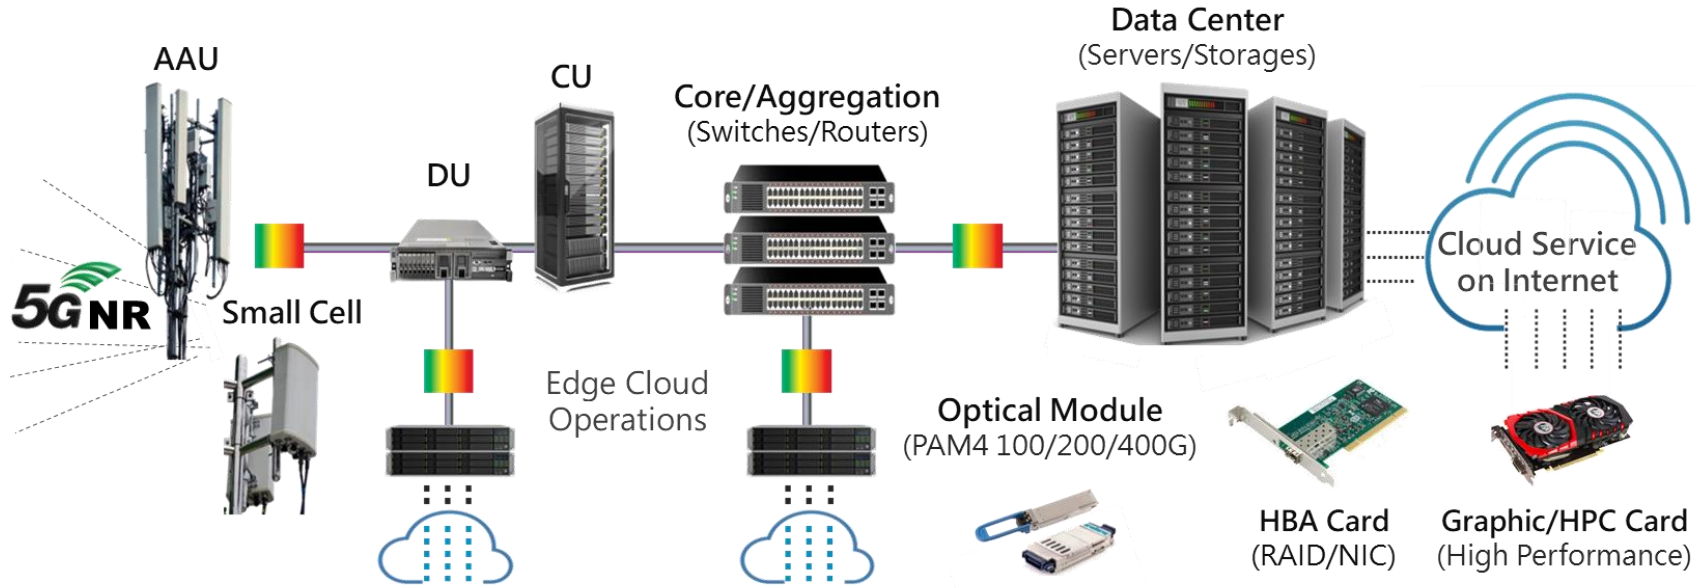 Data Center
(Servers/Storages)
AAU
CU
Core/Aggregation
(Switches/Routers)
DU
Cloud Service
on Internet
5G NR
Small Cell
Edge Cloud
Operations
Optical Module
(PAM4 100/200/400G)
HBA Card
(RAID/NIC)
Graphic/HPC Card
(High Performance)